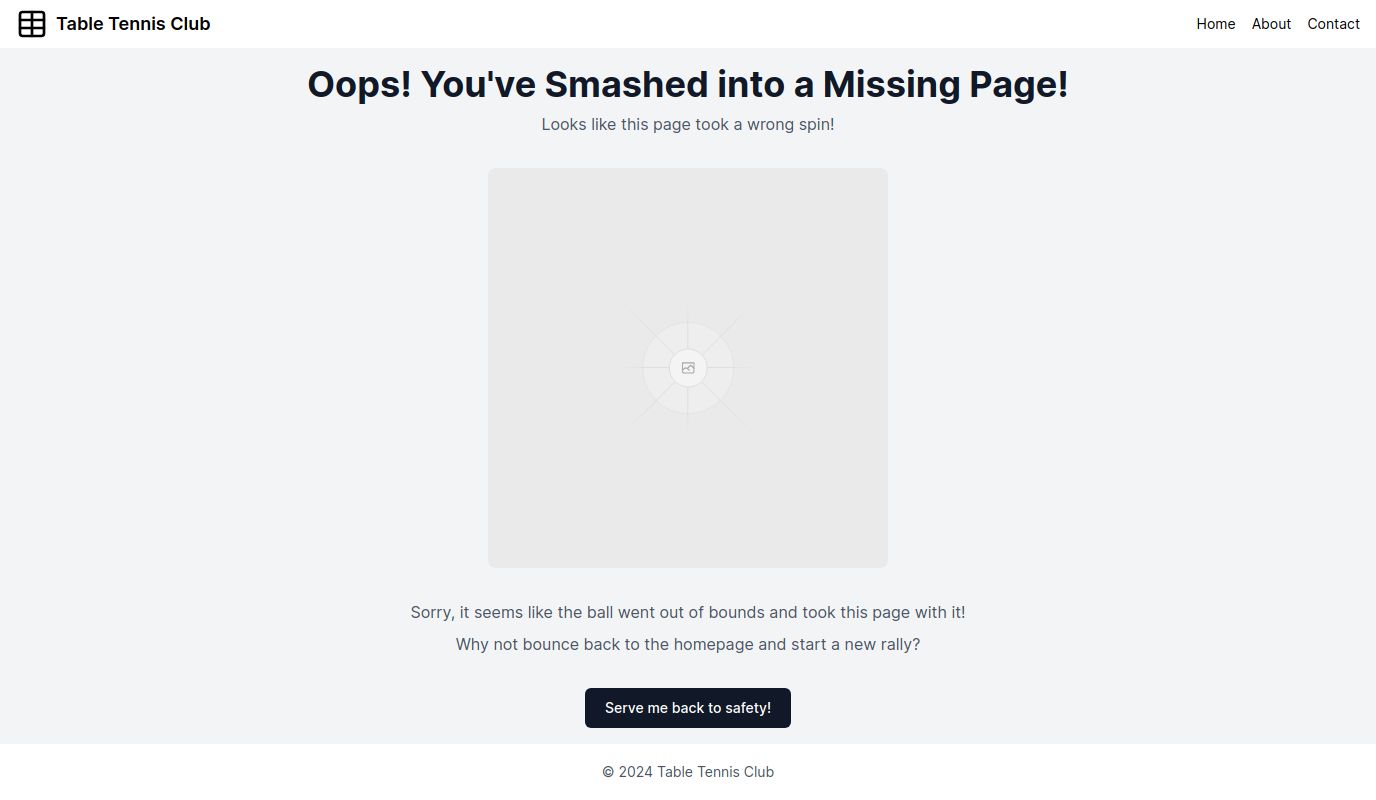 Table Tennis Club
Home
About
Contact
Oops! You've Smashed into a Missing Page!
Looks like this page took a wrong spin!
Sorry, it seems like the ball went out of bounds and took this page with it!
Why not bounce back to the homepage and start a new rally?
Serve me back to safety!
© 2024 Table Tennis Club